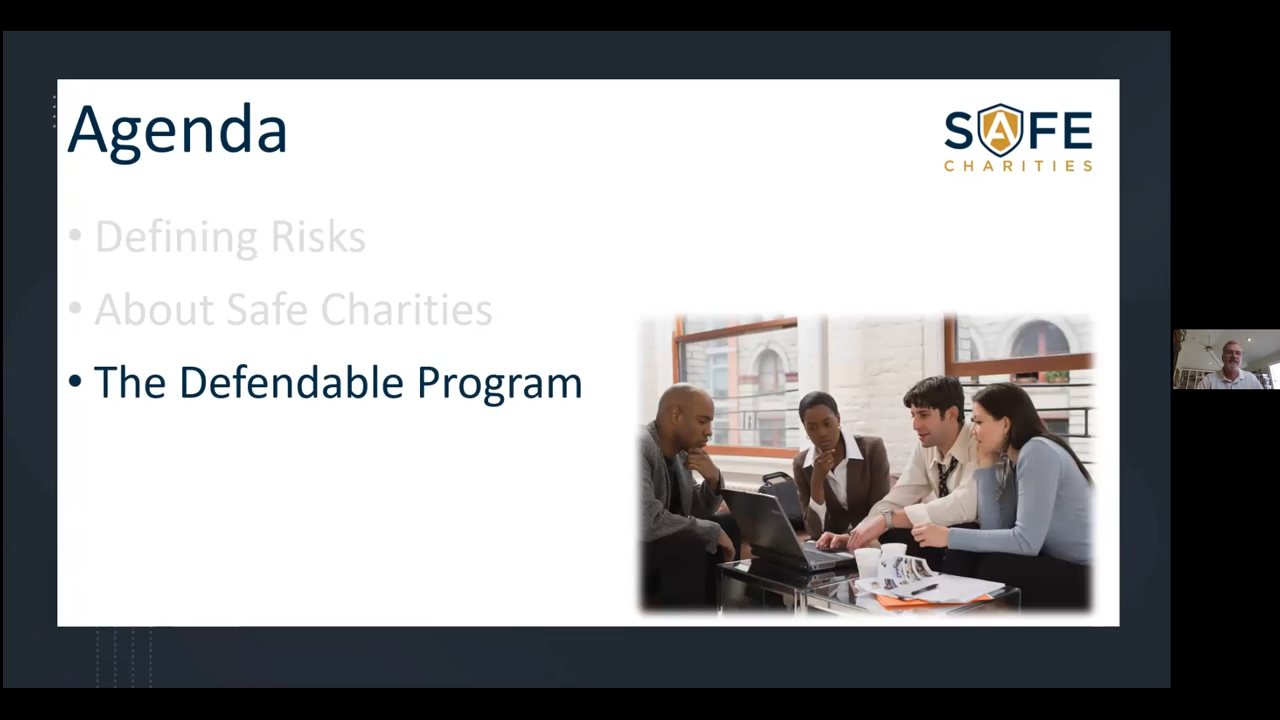 Agenda
SAFE
CHARITIES
• Defining Risks
• About Safe Charities
• The Defendable Program